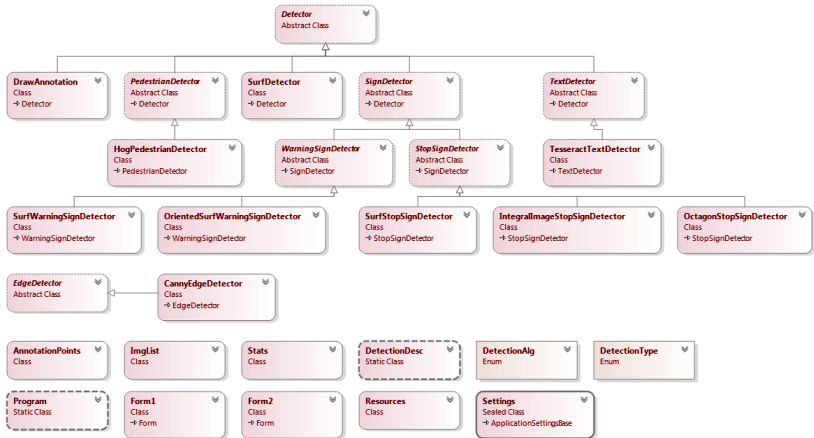 Detector
Abstract Class
DrawAnnotation
Class
Detector
PedestrianDetector
Abstract Class
Detector
SurfDetector
Class
Detector
SignDetector
Abstract Class
Detector
TextDetector
Abstract Class
Detector
HogPedestrianDetector
Class
PedestrianDetector
WarningSignDetector
Abstract Class
SignDetector
StopSignDetector
Abstract Class
SignDetector
TesseractTextDetector
Class
TextDetector
SurfWarningSignDetector
Class
WarningSignDetector
OrientedSurfWarningSignDetector
Class
WarningSignDetector
SurfStopSignDetector
Class
StopSignDetector
IntegralImageStopSignDetector
Class
StopSignDetector
OctagonStopSignDetector
Class
StopSignDetector
EdgeDetector
Abstract Class
CannyEdgeDetector
Class
EdgeDetector
AnnotationPoints
Class
ImgList
Class
Stats
Class
DetectionDesc
Static Class
DetectionAlg
Enum
DetectionType
Enum
Program
Static Class
Form1
Class
Form
Form2
Class
Form
Resources
Class
Settings
Sealed Class
ApplicationSettingsBase